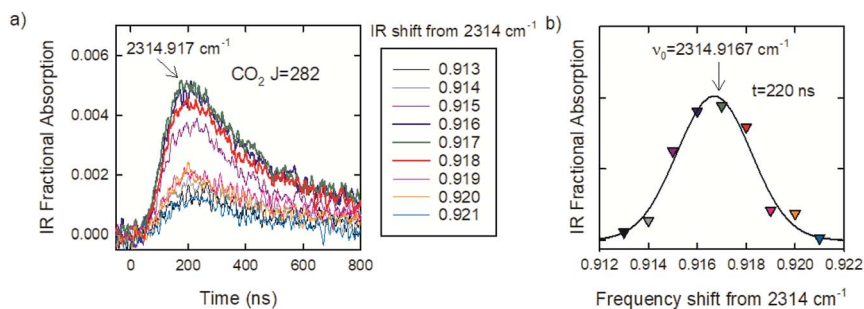 a)
IR Fractional Absorption
0.006
0.004
0.002
0.000
2314.917 cm⁻¹
CO₂ J=282
0
200
400
600
800
Time (ns)
IR shift from 2314 cm⁻¹
0.913
0.914
0.915
0.916
0.917
0.918
0.919
0.920
0.921
b)
IR Fractional Absorption
ν₀=2314.9167 cm⁻¹
t=220 ns
0.912
0.914
0.916
0.918
0.920
0.922
Frequency shift from 2314 cm⁻¹